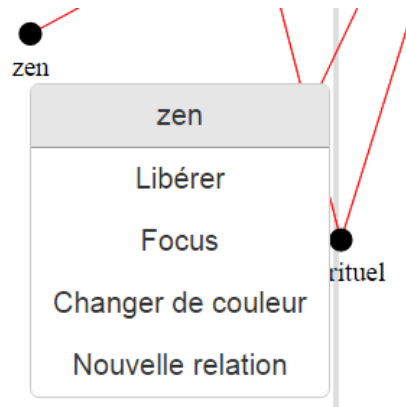 zen
zen
Libérer
Focus
rituel
Changer de couleur
Nouvelle relation